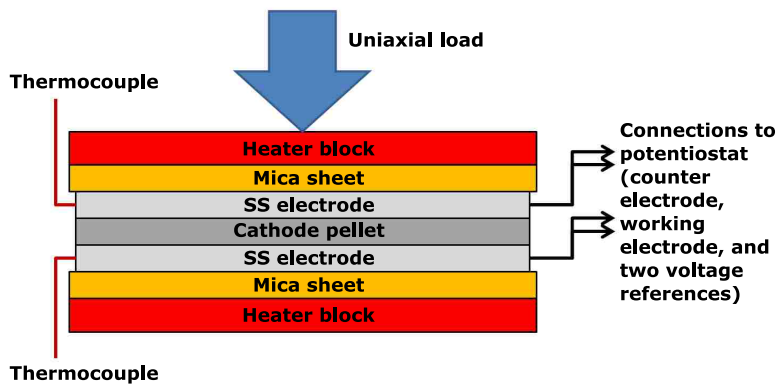 Uniaxial load
Thermocouple
Heater block
Mica sheet
SS electrode
Cathode pellet
SS electrode
Mica sheet
Heater block
Thermocouple
Connections to
potentiostat
(counter
electrode,
working
electrode, and
two voltage
references)